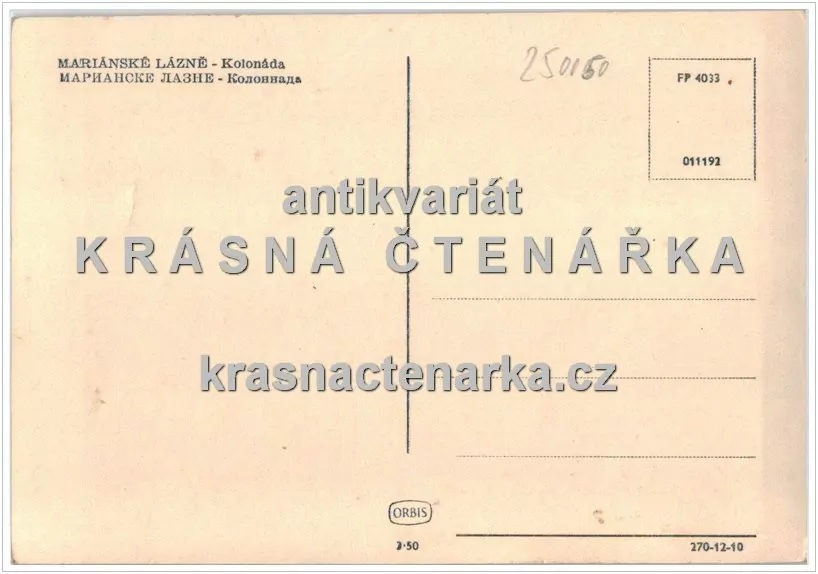 MARIÁNSKÉ LÁZNĚ - Kolonáda
МАРИАНСКЕ ЛАЗНЕ - Колоннада
250150
FP 4033
011192
antikvariát
KRÁSNÁ ČTENÁŘKA
krasnactenarka.cz
ORBIS
3·50
270-12-10